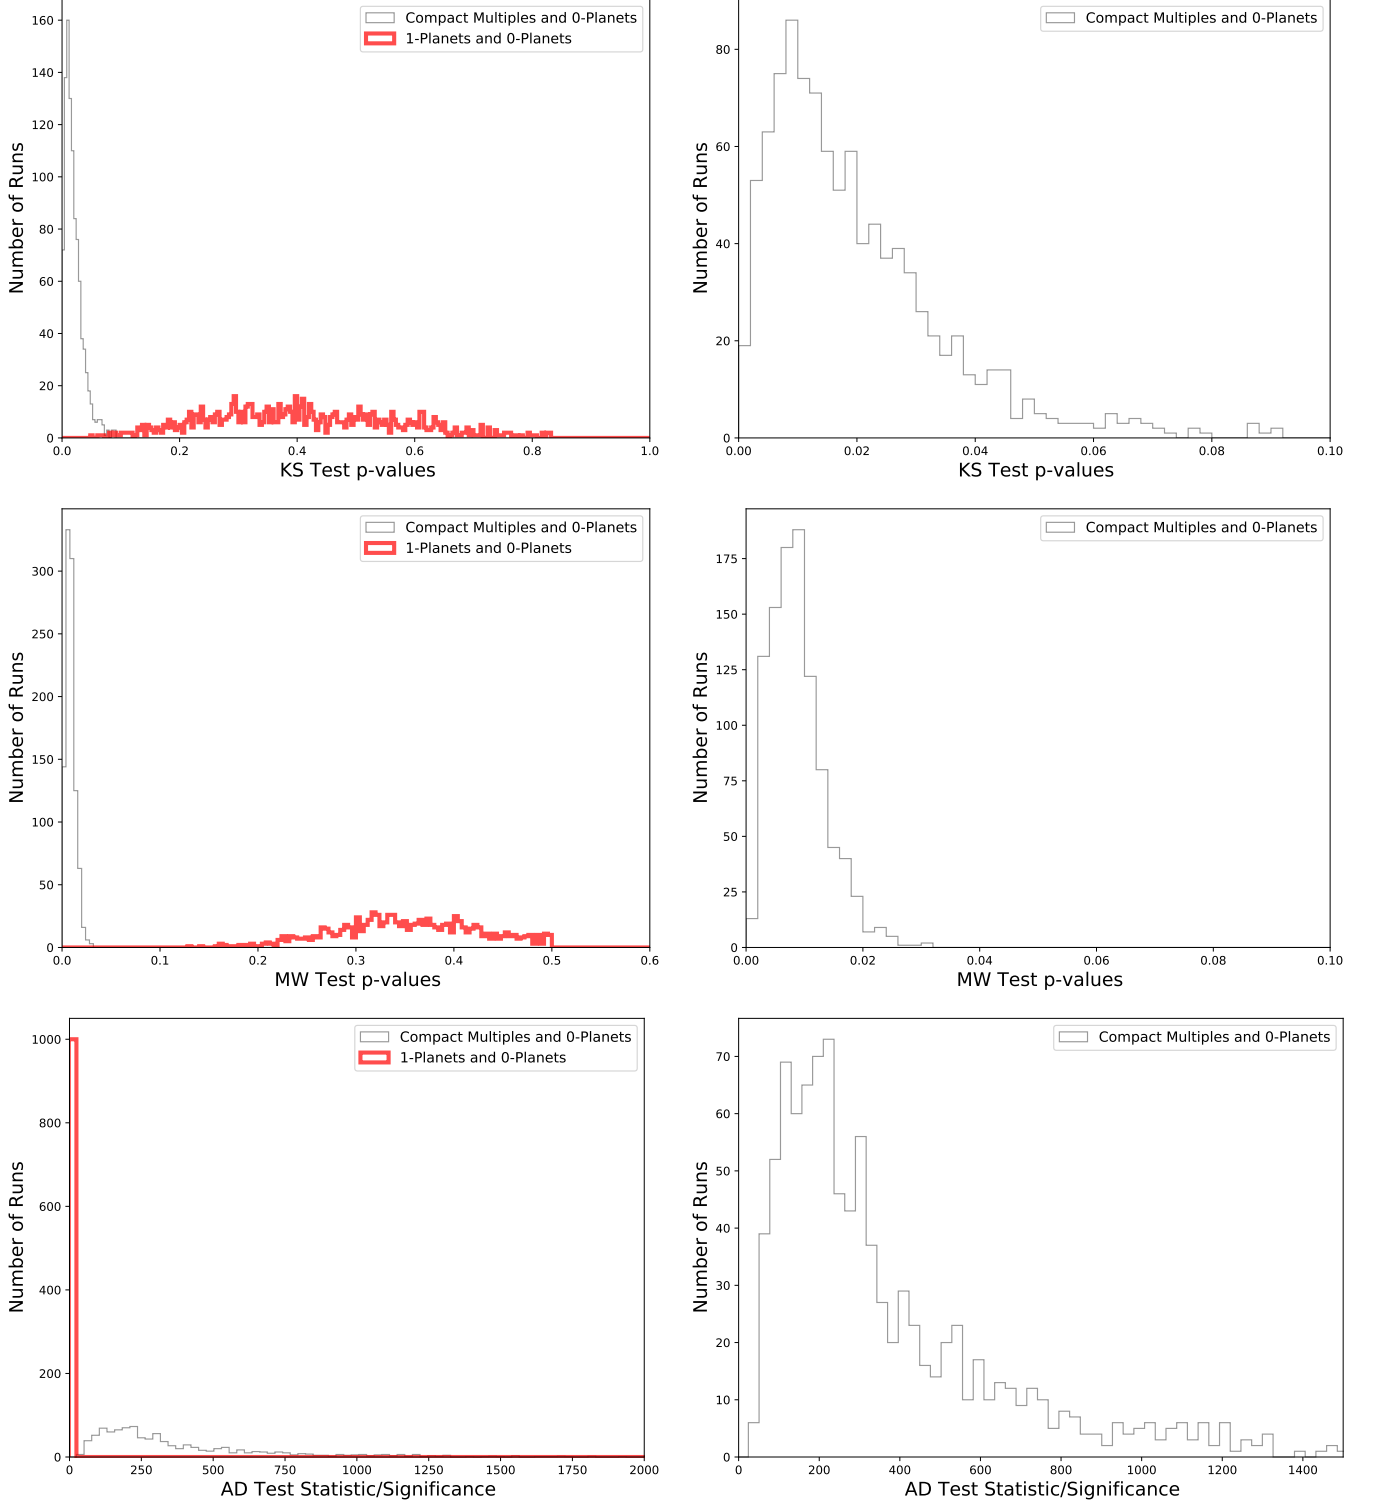 160
140
120
100
80
60
40
20
0
0.0 0.2 0.4 0.6 0.8 1.0
Number of Runs
KS Test p-values
Compact Multiples and 0-Planets
1-Planets and 0-Planets
80
60
40
20
0
0.00 0.02 0.04 0.06 0.08 0.10
Number of Runs
KS Test p-values
Compact Multiples and 0-Planets
300
250
200
150
100
50
0
0.0 0.1 0.2 0.3 0.4 0.5 0.6
Number of Runs
MW Test p-values
Compact Multiples and 0-Planets
1-Planets and 0-Planets
175
150
125
100
75
50
25
0
0.00 0.02 0.04 0.06 0.08 0.10
Number of Runs
MW Test p-values
Compact Multiples and 0-Planets
1000
800
600
400
200
0
0 250 500 750 1000 1250 1500 1750 2000
Number of Runs
AD Test Statistic/Significance
Compact Multiples and 0-Planets
1-Planets and 0-Planets
70
60
50
40
30
20
10
0
0 200 400 600 800 1000 1200 1400
Number of Runs
AD Test Statistic/Significance
Compact Multiples and 0-Planets